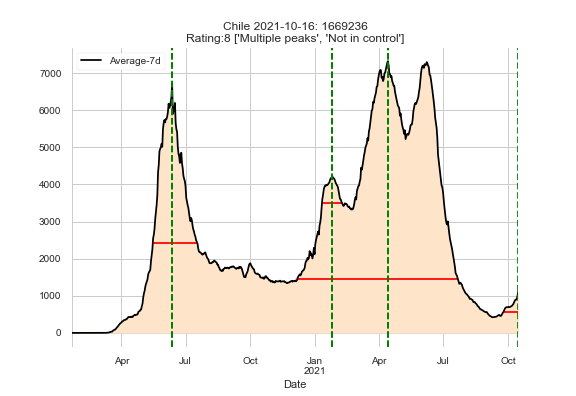 Chile 2021-10-16: 1669236
Rating:8 ['Multiple peaks', 'Not in control']
Average-7d
7000
6000
5000
4000
3000
2000
1000
0
Apr
Jul
Oct
Jan
2021
Apr
Jul
Oct
Date